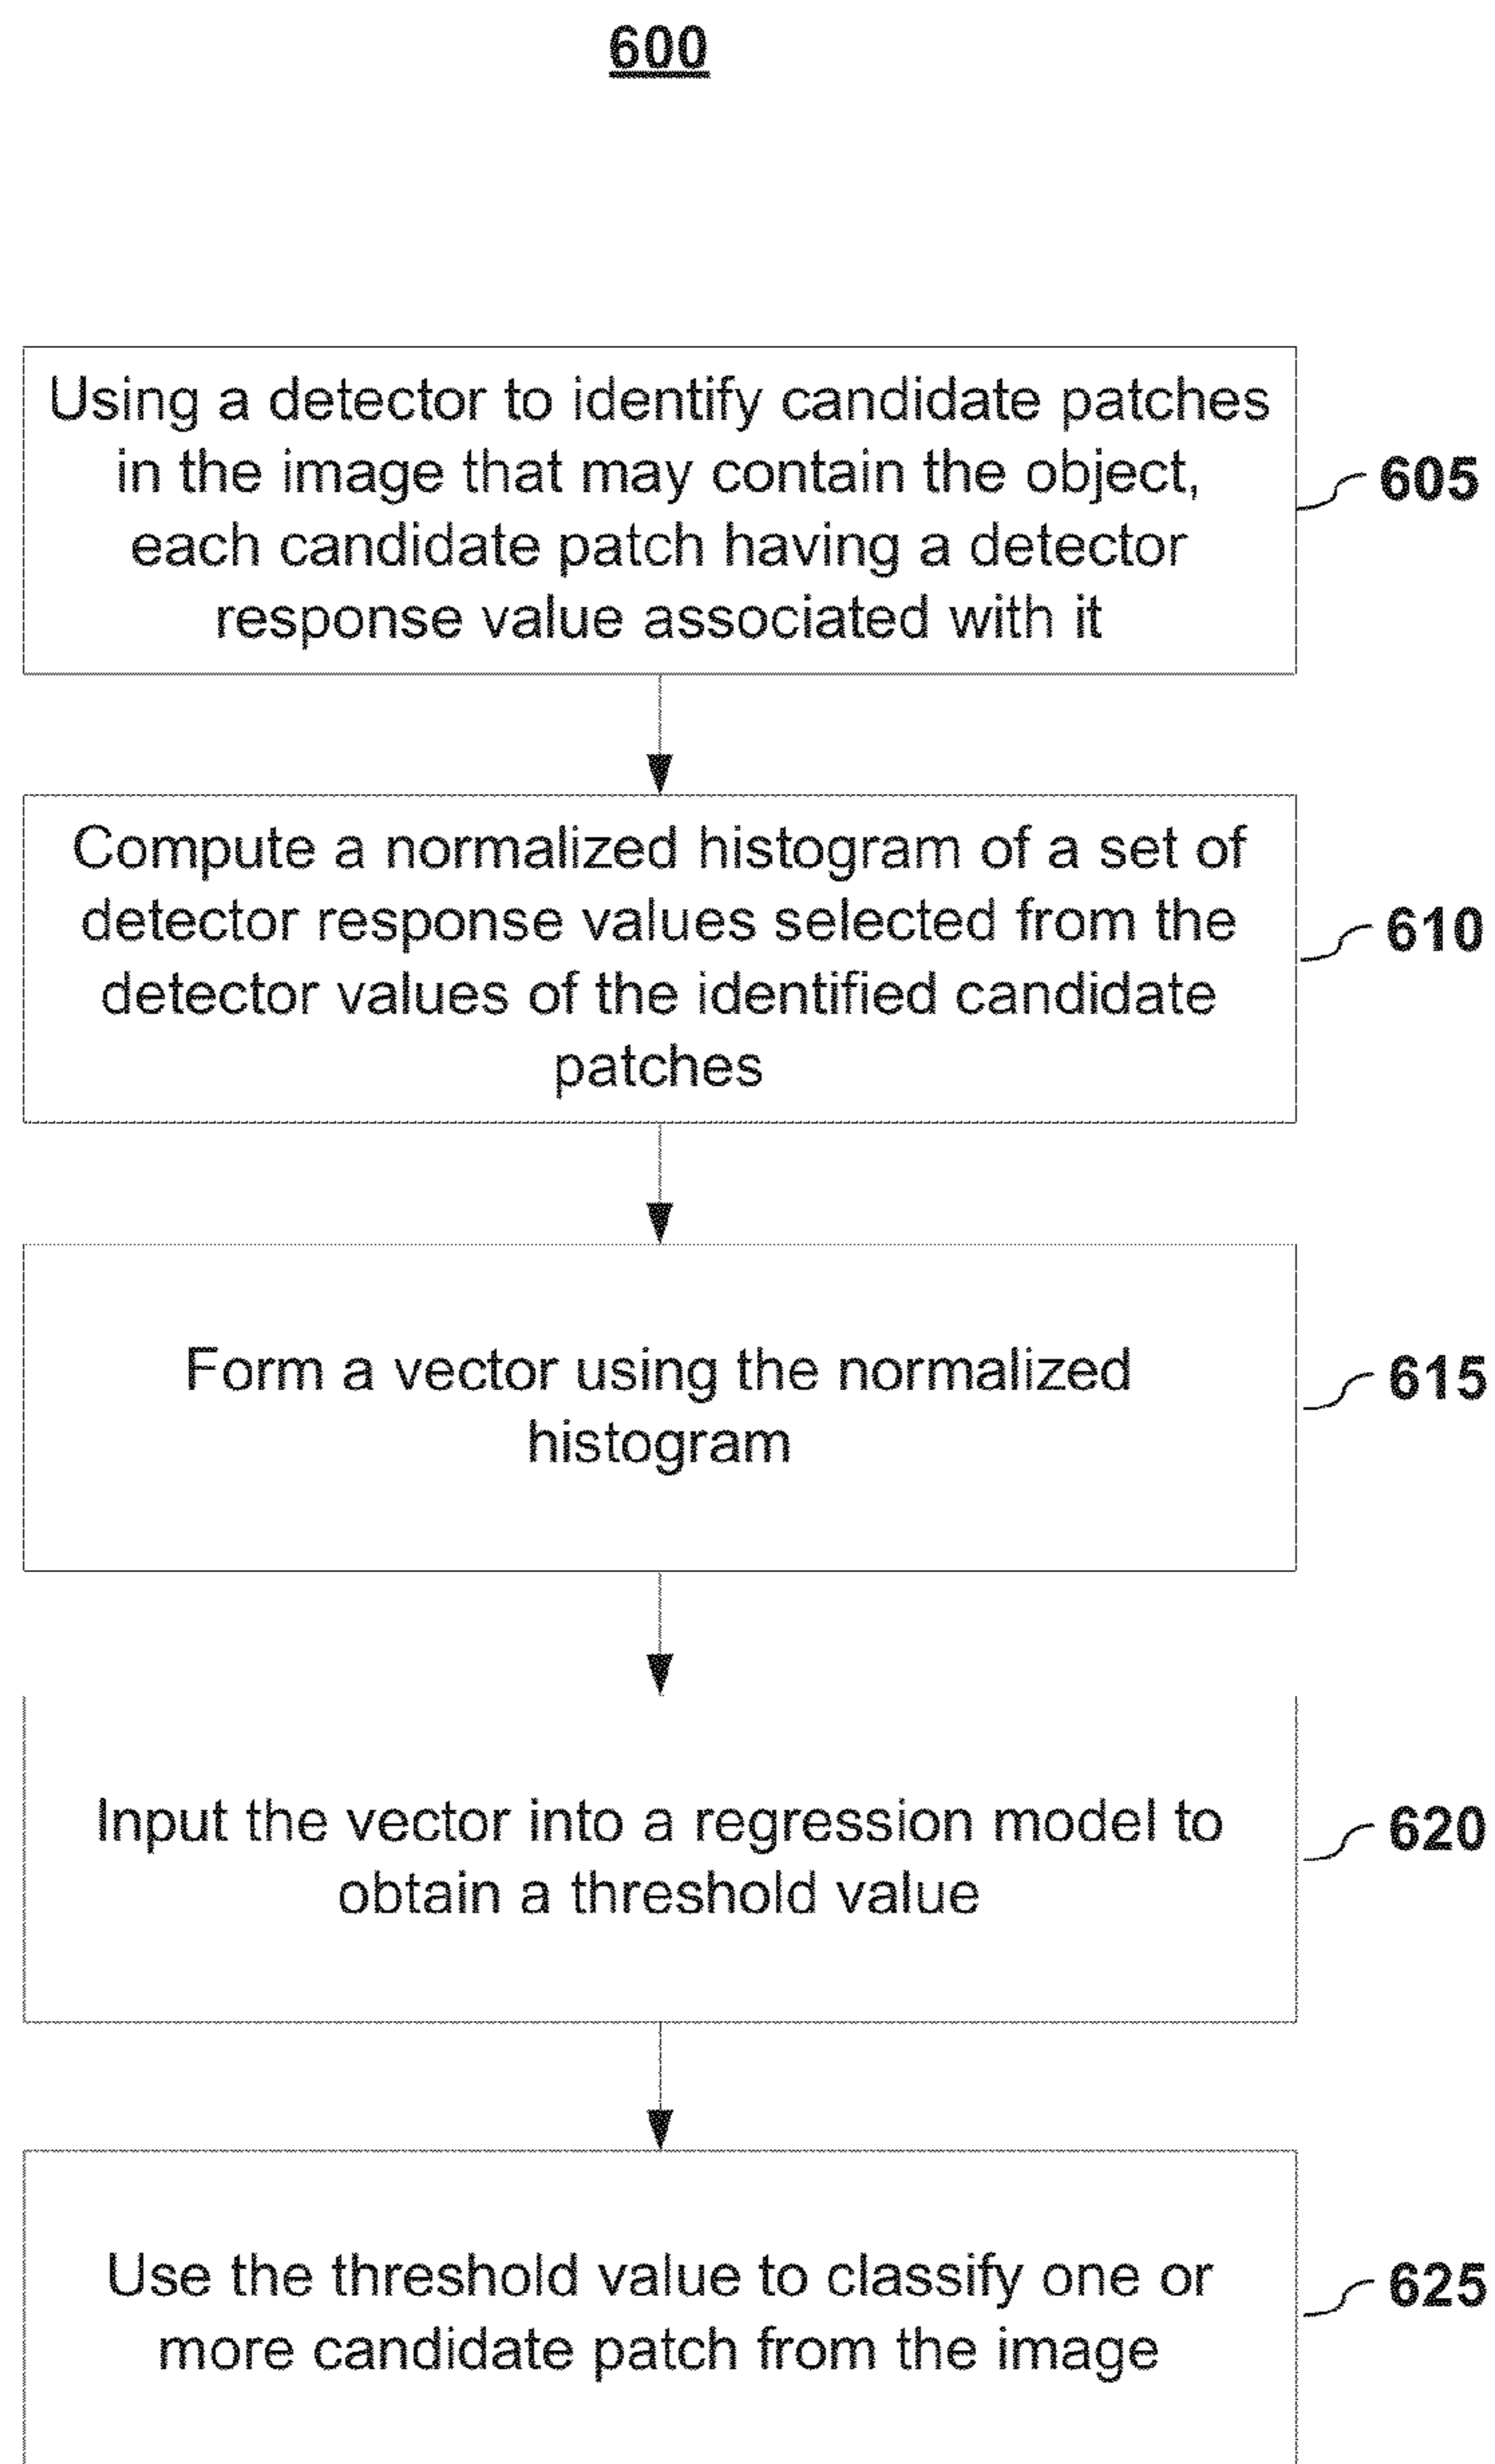 600
Using a detector to identify candidate patches
in the image that may contain the object,
each candidate patch having a detector
response value associated with it
605
Compute a normalized histogram of a set of
detector response values selected from the
detector values of the identified candidate
patches
610
Form a vector using the normalized
histogram
615
Input the vector into a regression model to
obtain a threshold value
620
Use the threshold value to classify one or
more candidate patch from the image
625